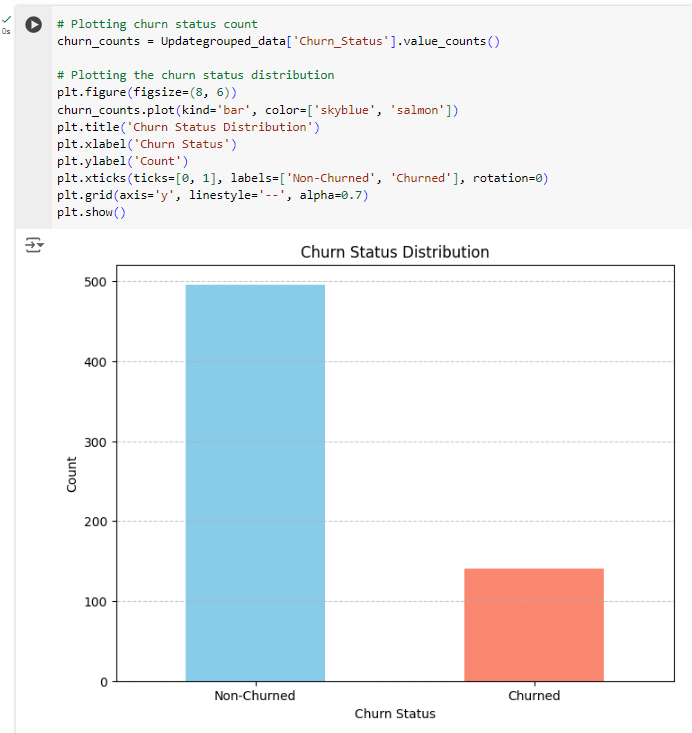 # Plotting churn status count
churn_counts = Updategrouped_data['Churn_Status'].value_counts()
# Plotting the churn status distribution
plt.figure(figsize=(8, 6))
churn_counts.plot(kind='bar', color=['skyblue', 'salmon'])
plt.title('Churn Status Distribution')
plt.xlabel('Churn Status')
plt.ylabel('Count')
plt.xticks(ticks=[0, 1], labels=['Non-Churned', 'Churned'], rotation=0)
plt.grid(axis='y', linestyle='--', alpha=0.7)
plt.show()
0s
Churn Status Distribution
500
400
300
200
100
0
Count
Non-Churned
Churned
Churn Status